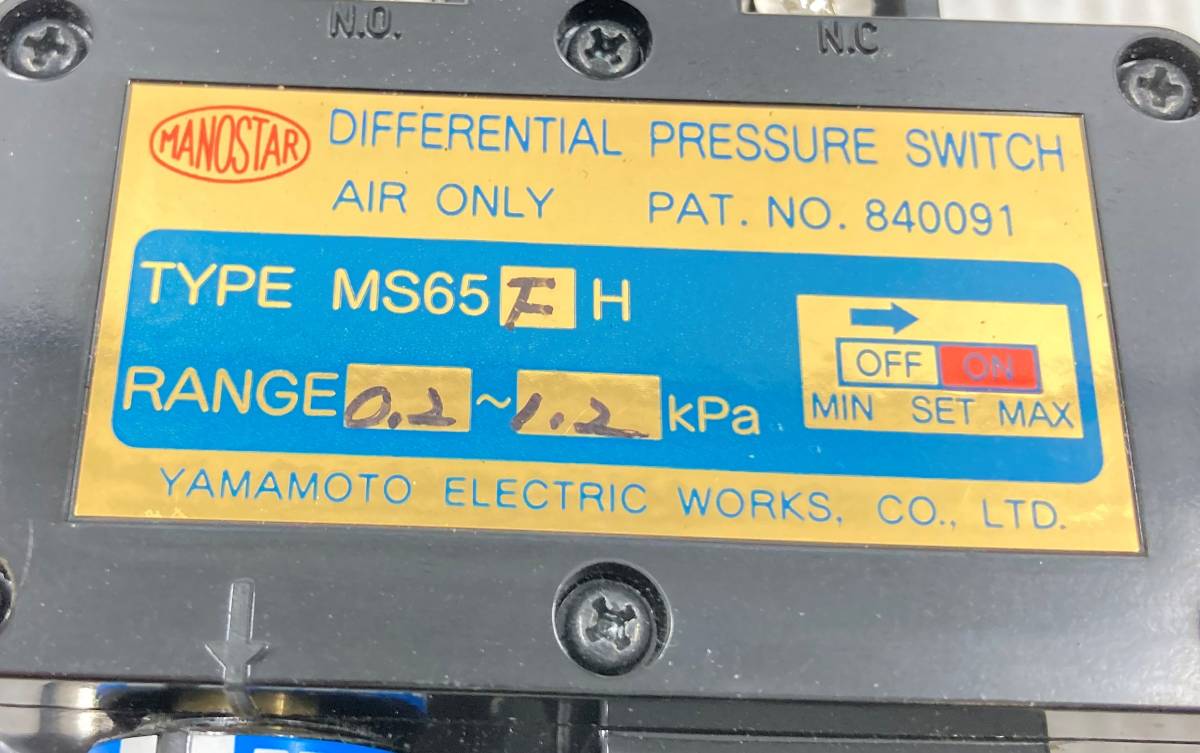 N.O.
N.C
MANOSTAR
DIFFERENTIAL PRESSURE SWITCH
AIR ONLY PAT. NO. 840091
TYPE MS65 F H
RANGE 0.2 ~ 1.2 kPa
OFF ON
MIN SET MAX
YAMAMOTO ELECTRIC WORKS, CO., LTD.